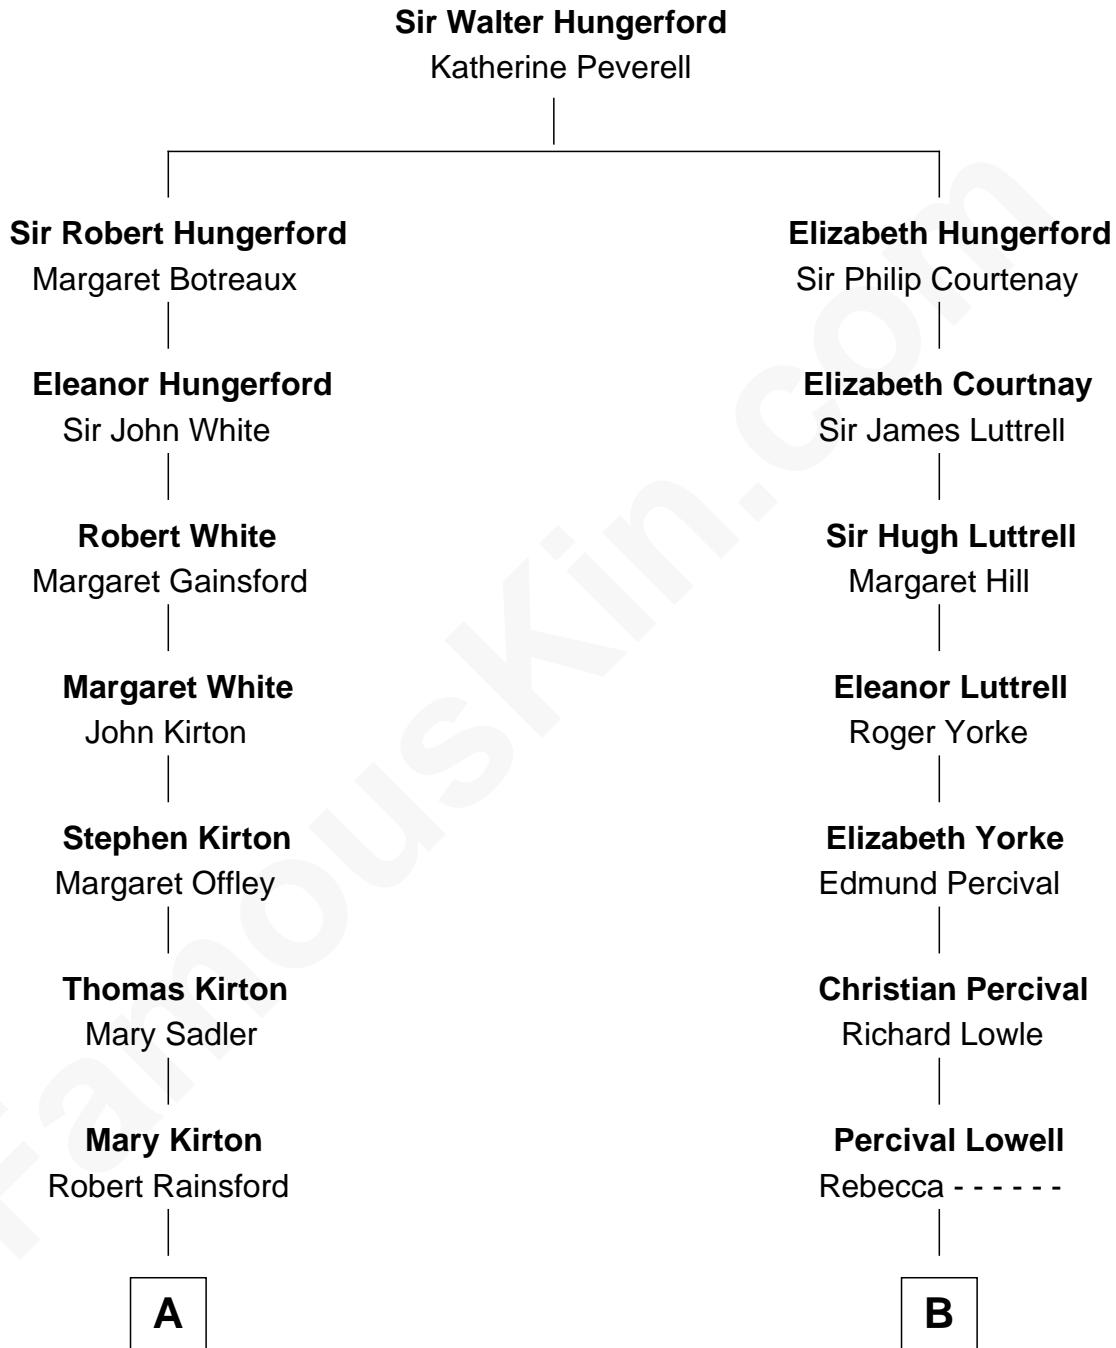 Sir Walter Hungerford
Katherine Peverell
Sir Robert Hungerford
Margaret Botreaux
Elizabeth Hungerford
Sir Philip Courtenay
Eleanor Hungerford
Sir John White
Elizabeth Courtnay
Sir James Luttrell
Robert White
Margaret Gainsford
Sir Hugh Luttrell
Margaret Hill
Margaret White
John Kirton
Eleanor Luttrell
Roger Yorke
Stephen Kirton
Margaret Offley
Elizabeth Yorke
Edmund Percival
Thomas Kirton
Mary Sadler
Christian Percival
Richard Lowle
Mary Kirton
Robert Rainsford
Percival Lowell
Rebecca - - - - - -
A
B
FamousKin.com